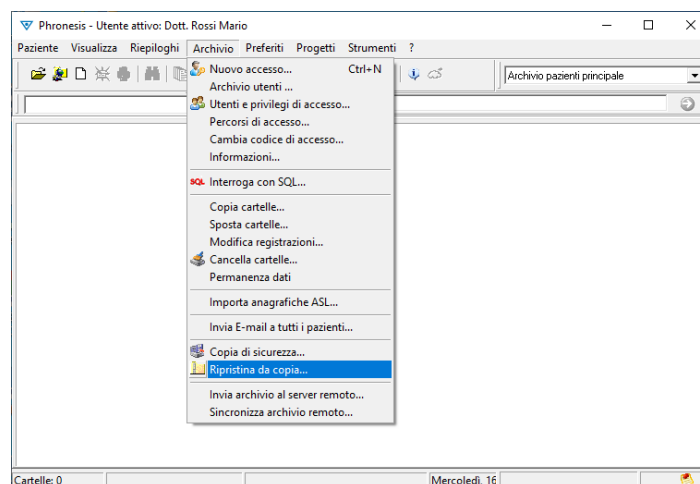 Phronesis - Utente attivo: Dott. Rossi Mario
Paziente Visualizza Riepiloghi Archivio Preferiti Progetti Strumenti ?
Archivio pazienti principale
Nuovo accesso... Ctrl+N
Archivio utenti ...
Utenti e privilegi di accesso...
Percorsi di accesso...
Cambia codice di accesso...
Informazioni...
SQL Interroga con SQL...
Copia cartelle...
Sposta cartelle...
Modifica registrazioni...
Cancella cartelle...
Permanenza dati
Importa anagrafiche ASL...
Invia E-mail a tutti i pazienti...
Copia di sicurezza...
Ripristina da copia...
Invia archivio al server remoto...
Sincronizza archivio remoto...
Cartelle: 0 Mercoledì, 16